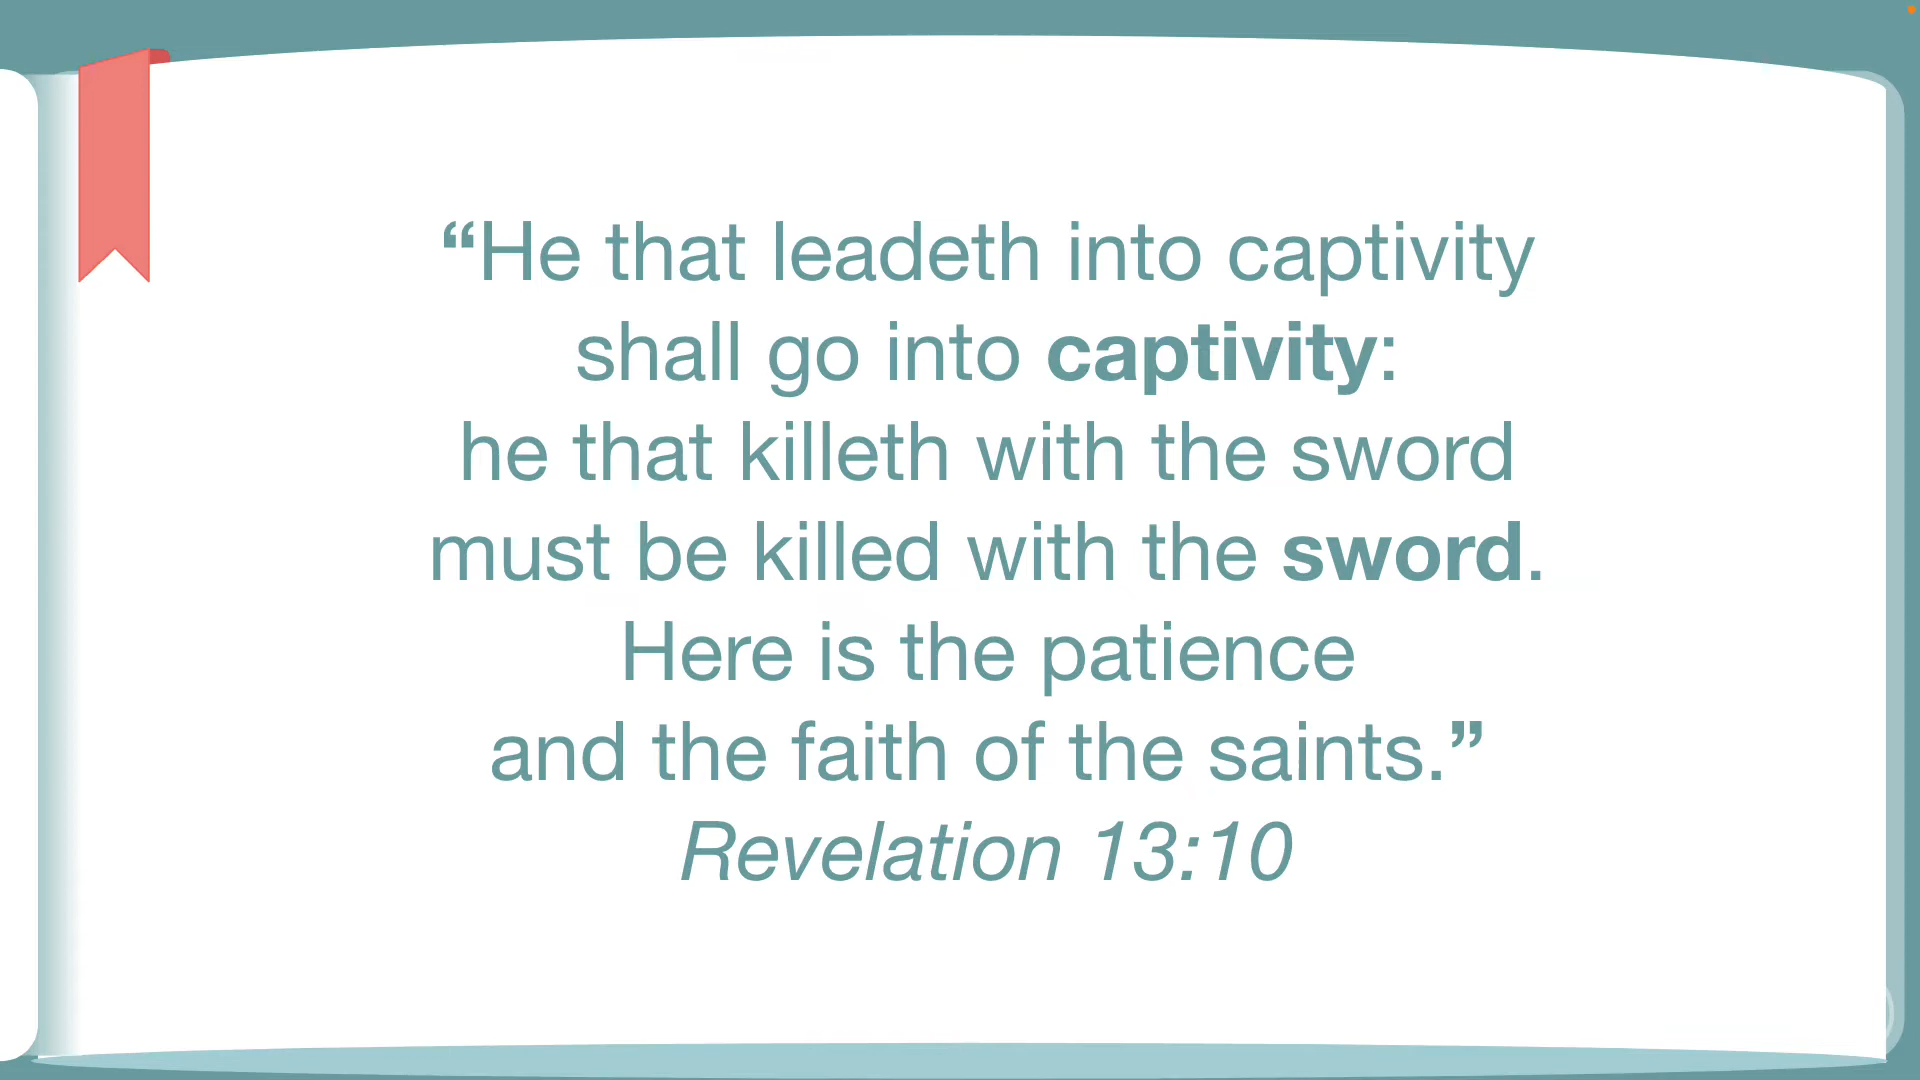 “He that leadeth into captivity
shall go into captivity:
he that killeth with the sword
must be killed with the sword.
Here is the patience
and the faith of the saints.”
Revelation 13:10